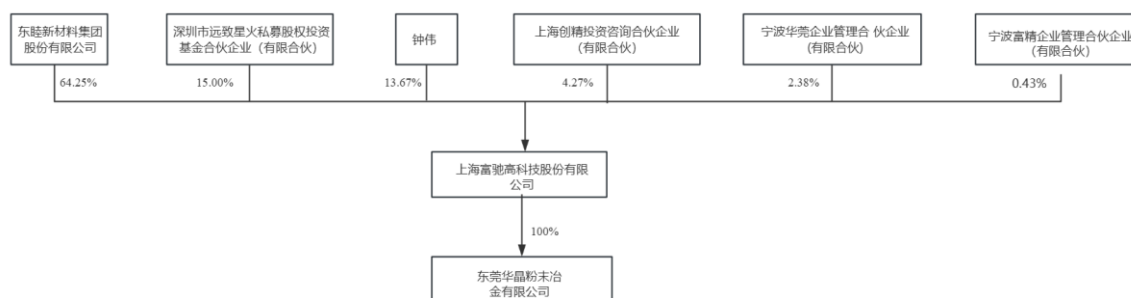 东睦新材料集团
股份有限公司
深圳市远致星火私募股权投资
基金合伙企业（有限合伙）
钟伟
上海创精投资咨询合伙企业
（有限合伙）
宁波华莞企业管理合 伙企业
（有限合伙）
宁波富精企业管理合伙企业
（有限合伙）
64.25%
15.00%
13.67%
4.27%
2.38%
0.43%
上海富驰高科技股份有限
公司
100%
东莞华晶粉末冶
金有限公司